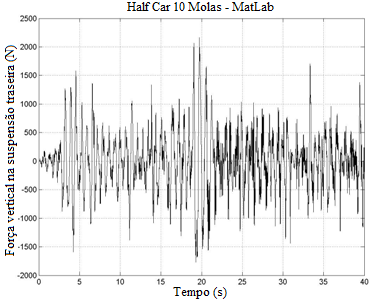 Half Car 10 Molas - MatLab
Força vertical na suspensão traseira (N)
2500
2000
1500
1000
500
0
-500
-1000
-1500
-2000
-2500
0 5 10 15 20 25 30 35 40
Tempo (s)